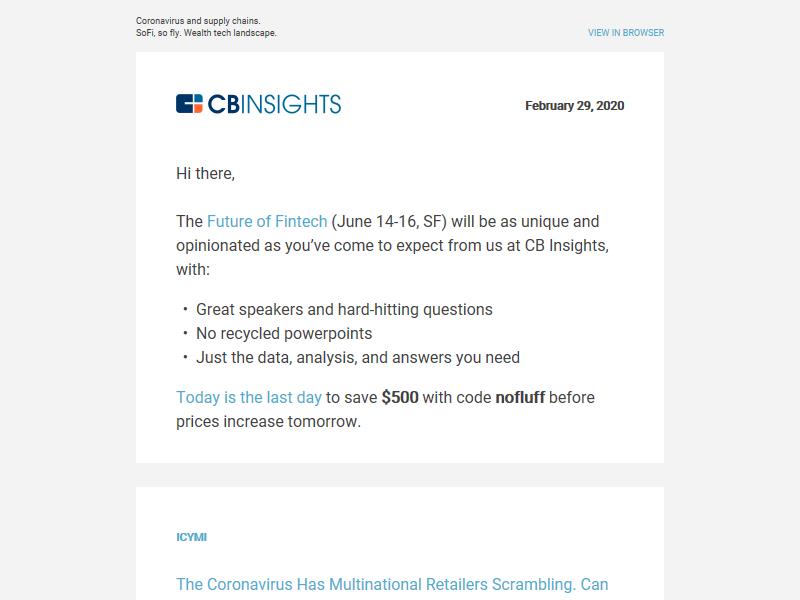 Coronavirus and supply chains.
SoFi, so fly. Wealth tech landscape.
VIEW IN BROWSER
CBINSIGHTS
February 29, 2020
Hi there,
The Future of Fintech (June 14-16, SF) will be as unique and
opinionated as you’ve come to expect from us at CB Insights,
with:
• Great speakers and hard-hitting questions
• No recycled powerpoints
• Just the data, analysis, and answers you need
Today is the last day to save $500 with code nofluff before
prices increase tomorrow.
ICYMI
The Coronavirus Has Multinational Retailers Scrambling. Can